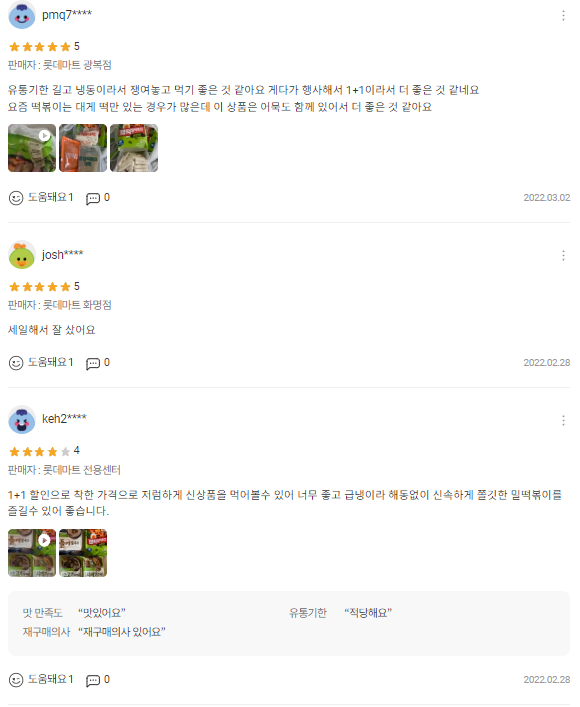 pmq7****
5
판매자 : 롯데마트 광복점
유통기한 길고 냉동이라서 쟁여놓고 먹기 좋은 것 같아요 게다가 행사해서 1+1이라서 더 좋은 것 같네요
요즘 떡볶이는 대게 떡만 있는 경우가 많은데 이 상품은 어묵도 함께 있어서 더 좋은 것 같아요
도움돼요 1 0 2022.03.02
josh****
5
판매자 : 롯데마트 화명점
세일해서 잘 샀어요
도움돼요 1 0 2022.02.28
keh2****
4
판매자 : 롯데마트 전용센터
1+1 할인으로 착한 가격으로 저렴하게 신상품을 먹어볼수 있어 너무 좋고 급냉이라 해동없이 신속하게 쫄깃한 밀떡볶이를
즐길수 있어 좋습니다.
맛 만족도 “맛있어요” 유통기한 “적당해요”
재구매의사 “재구매의사 있어요”
도움돼요 1 0 2022.02.28